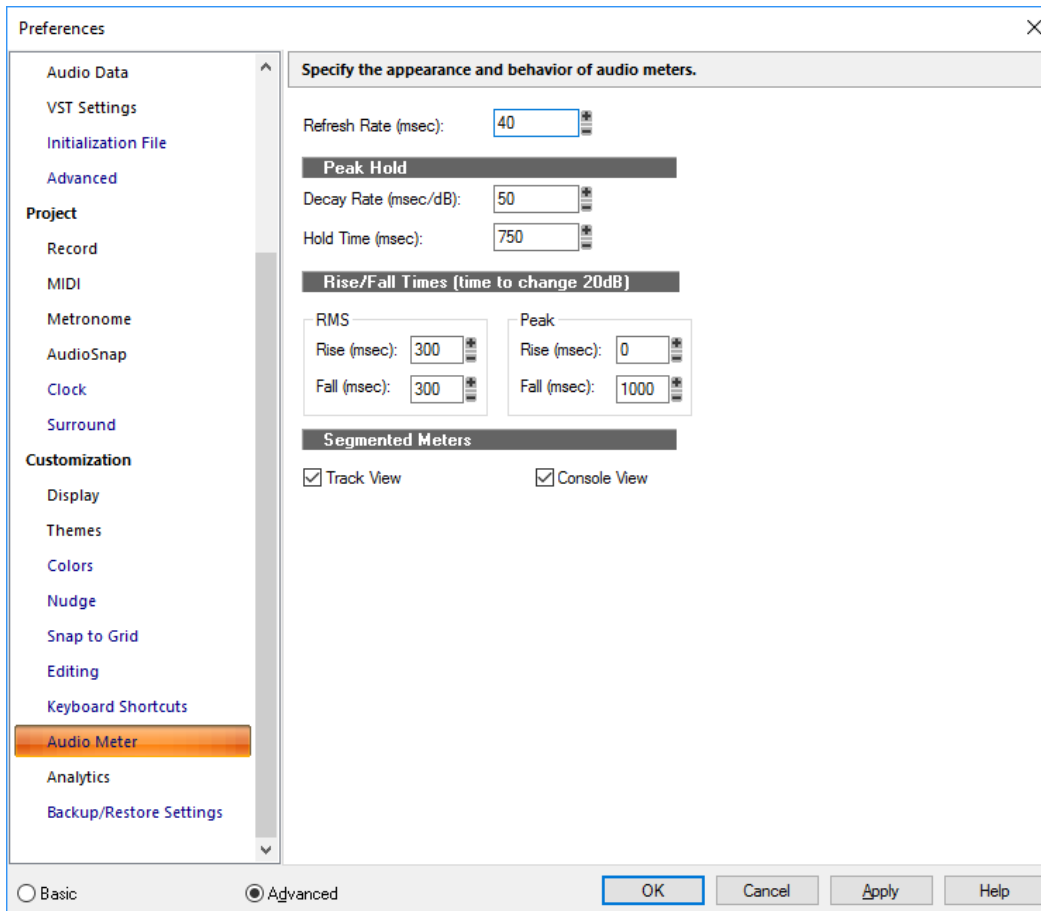 Preferences
Audio Data
VST Settings
Initialization File
Advanced
Project
Record
MIDI
Metronome
AudioSnap
Clock
Surround
Customization
Display
Themes
Colors
Nudge
Snap to Grid
Editing
Keyboard Shortcuts
Audio Meter
Analytics
Backup/Restore Settings
Specify the appearance and behavior of audio meters.
Refresh Rate (msec): 40
Peak Hold
Decay Rate (msec/dB): 50
Hold Time (msec): 750
Rise/Fall Times (time to change 20dB)
RMS
Rise (msec): 300
Fall (msec): 300
Peak
Rise (msec): 0
Fall (msec): 1000
Segmented Meters
Track View Console View
Basic Advanced OK Cancel Apply Help